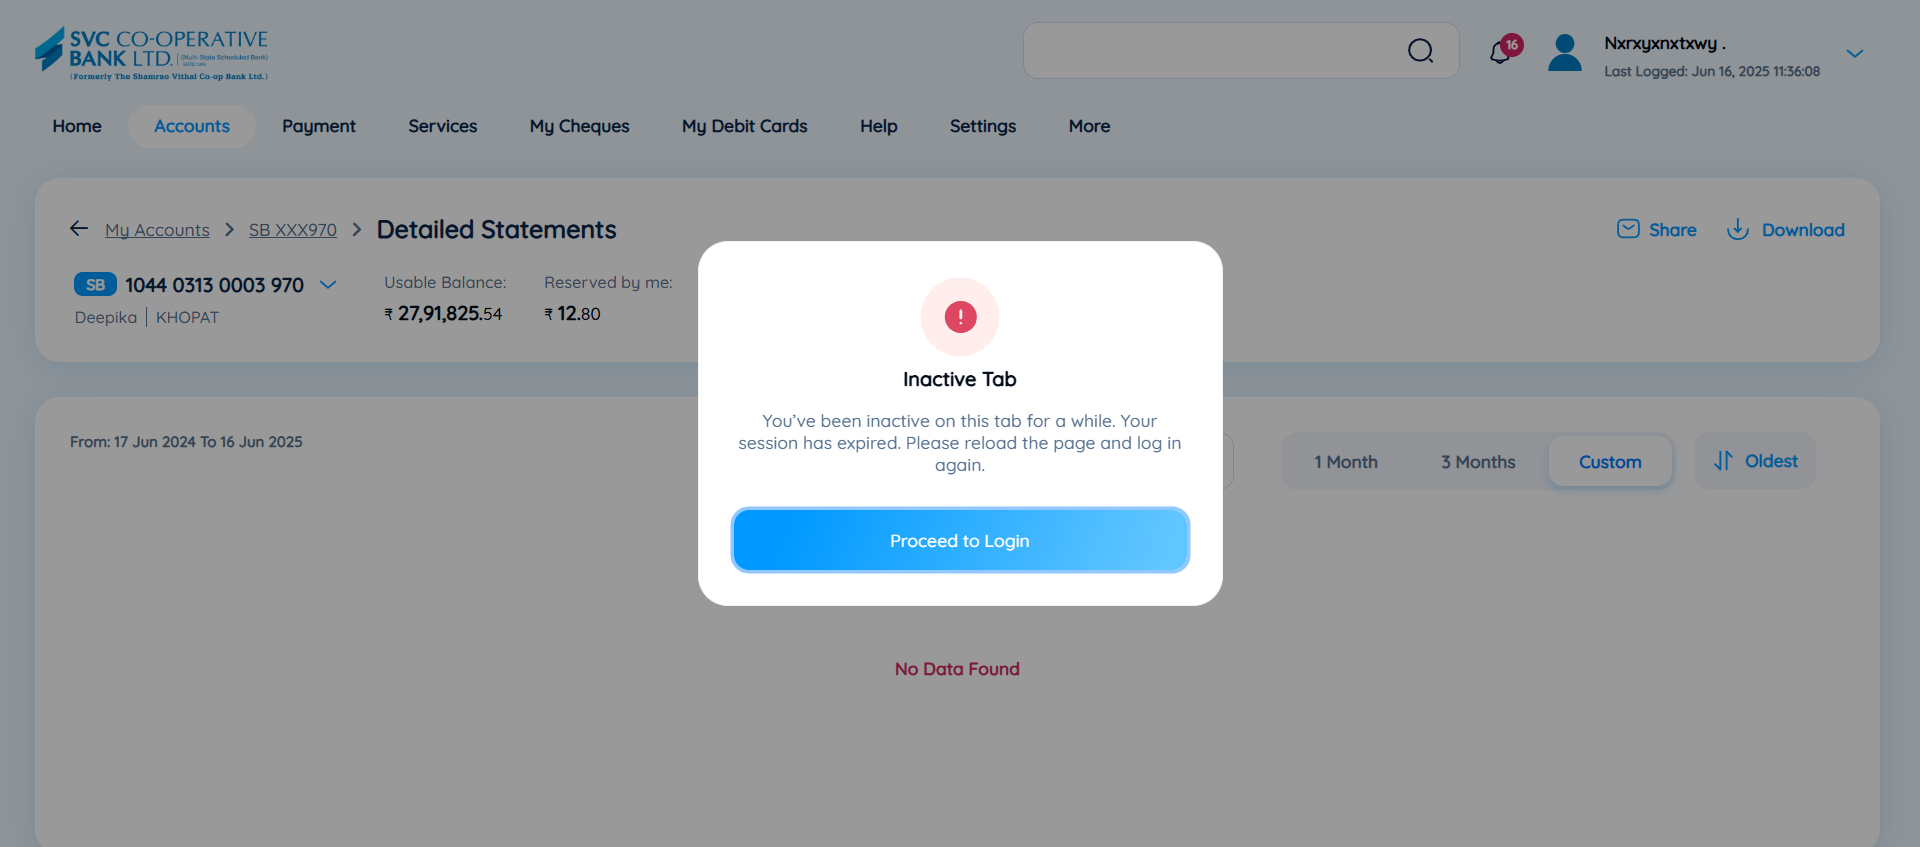 SVC CO-OPERATIVE
BANK LTD. (Multi-State Scheduled Bank)
(Formerly The Shamrao Vithal Co-op Bank Ltd.)
16
Nxrxyxnxtxwy .
Last Logged: Jun 16, 2025 11:36:08
Home Accounts Payment Services My Cheques My Debit Cards Help Settings More
My Accounts > SB XXX970 > Detailed Statements
Share Download
SB 1044 0313 0003 970
Deepika | KHOPAT
Usable Balance:
₹ 27,91,825.54
Reserved by me:
₹ 12.80
Inactive Tab
You’ve been inactive on this tab for a while. Your
session has expired. Please reload the page and log in
again.
Proceed to Login
From: 17 Jun 2024 To 16 Jun 2025
1 Month 3 Months Custom Oldest
No Data Found